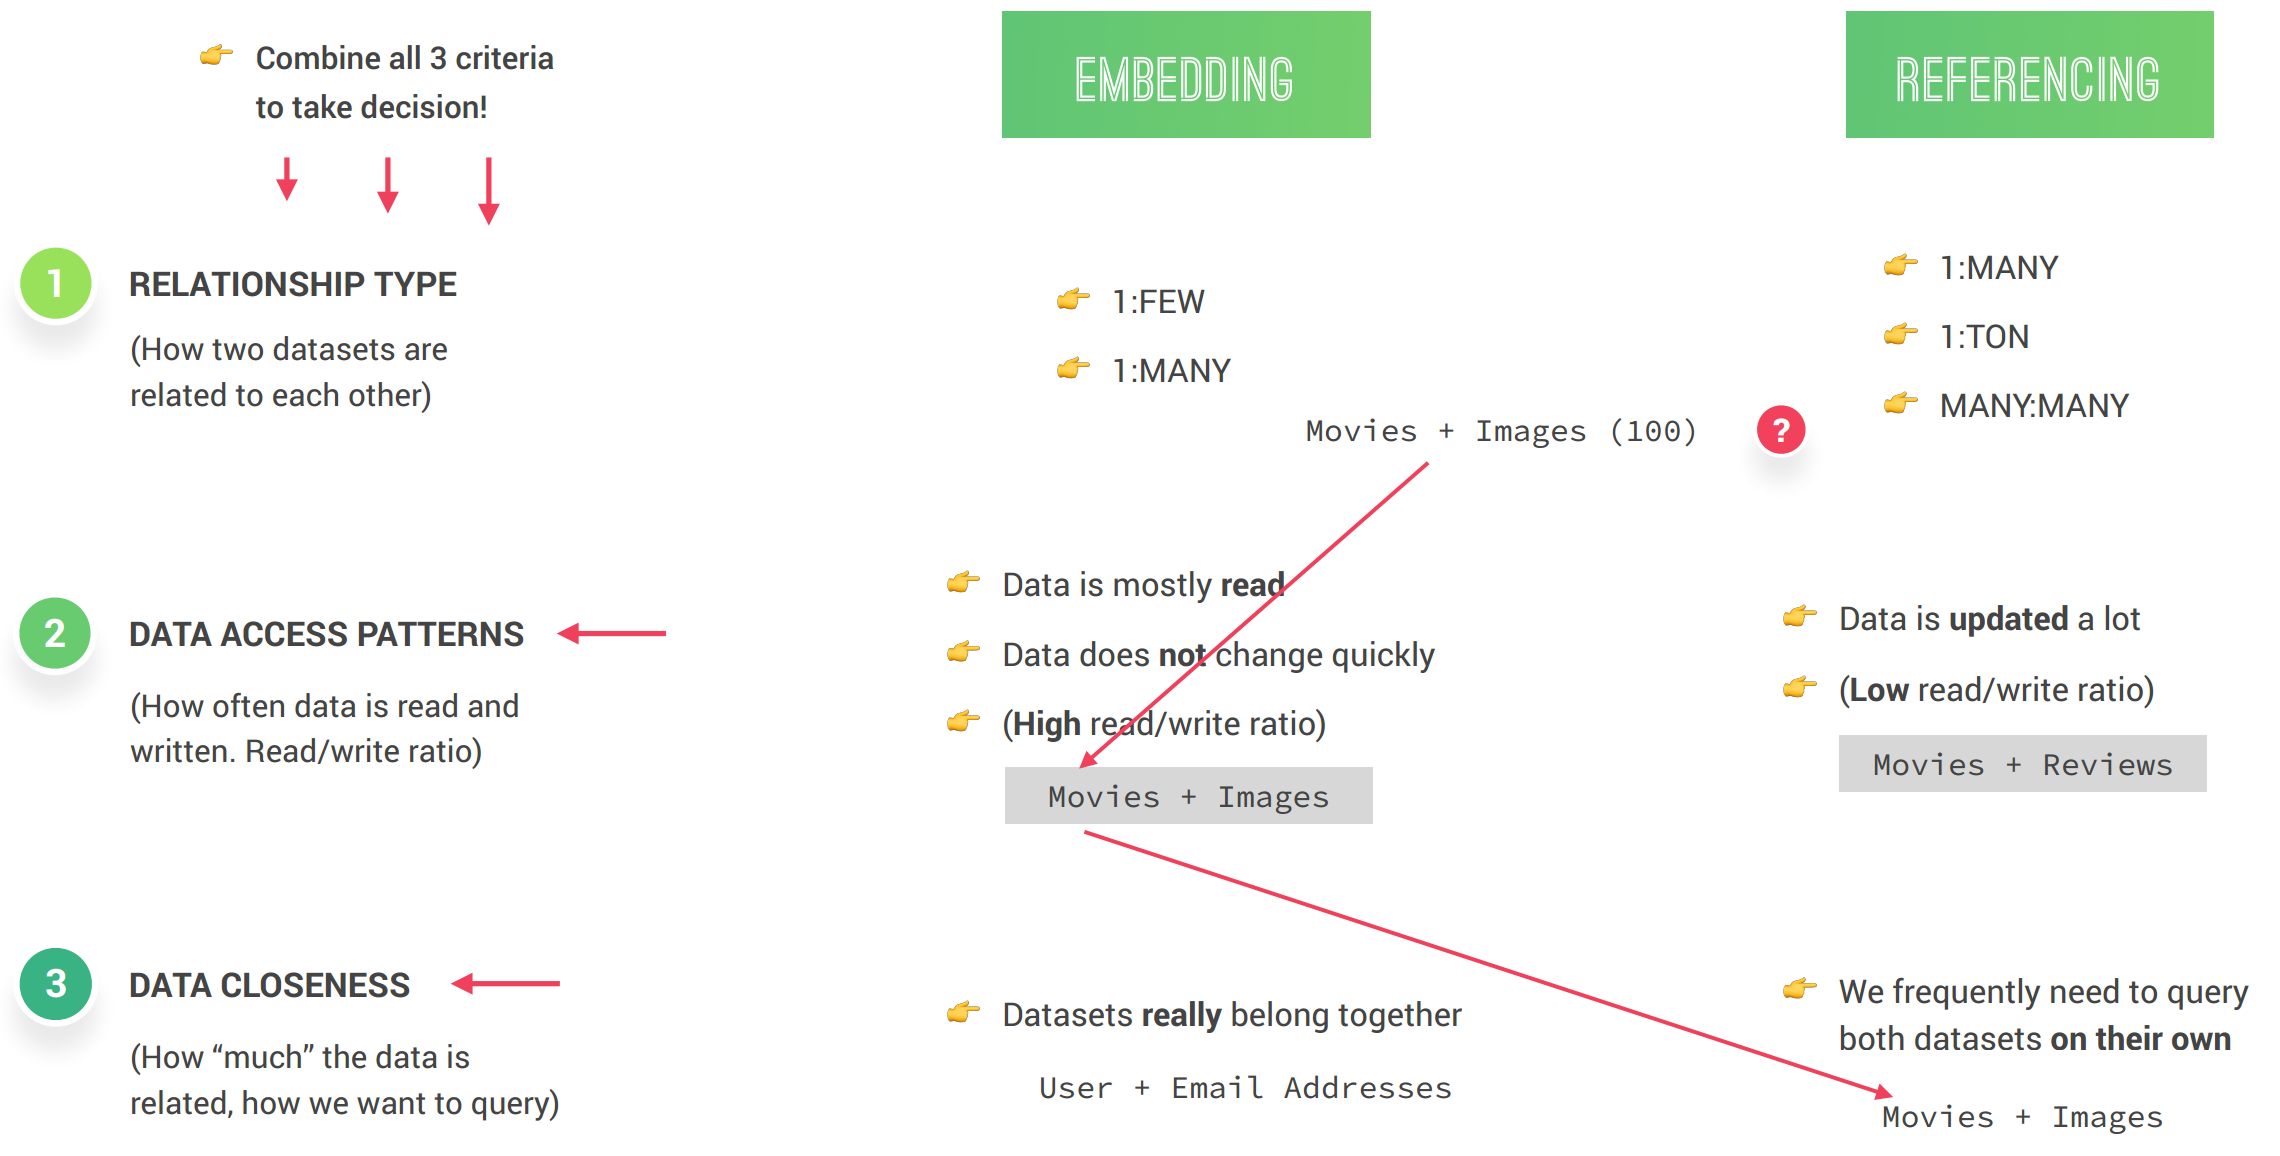 Combine all 3 criteria
to take decision!
EMBEDDING
REFERENCING
1
RELATIONSHIP TYPE
(How two datasets are
related to each other)
1:FEW
1:MANY
Movies + Images (100)
?
1:MANY
1:TON
MANY:MANY
2
DATA ACCESS PATTERNS
(How often data is read and
written. Read/write ratio)
Data is mostly read
Data does not change quickly
(High read/write ratio)
Movies + Images
Data is updated a lot
(Low read/write ratio)
Movies + Reviews
3
DATA CLOSENESS
(How “much” the data is
related, how we want to query)
Datasets really belong together
User + Email Addresses
We frequently need to query
both datasets on their own
Movies + Images